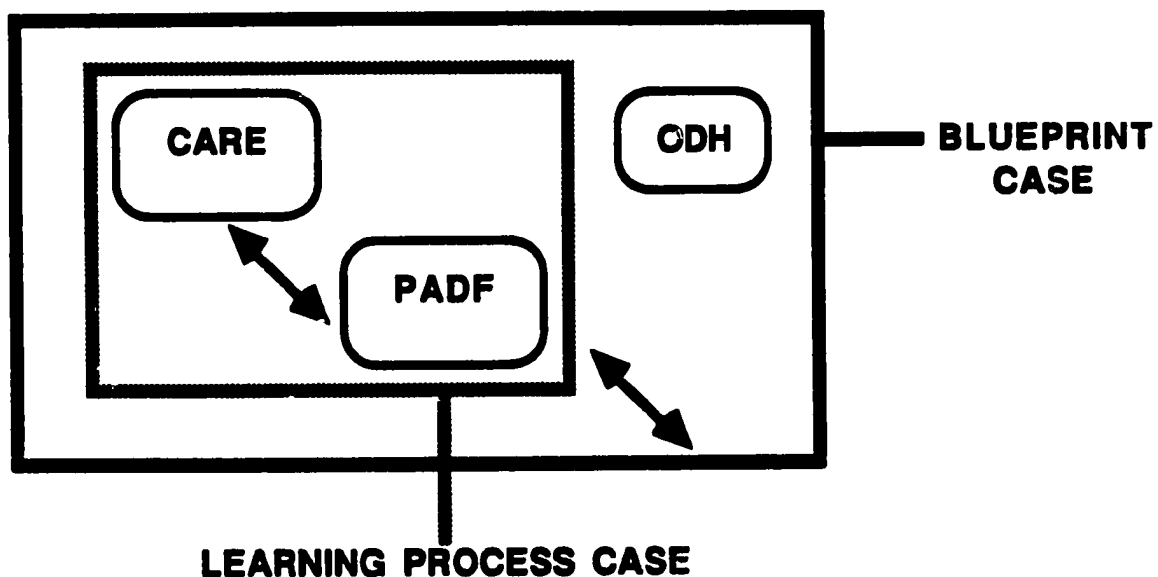 CARE
ODH
BLUEPRINT
CASE
PADF
LEARNING PROCESS CASE